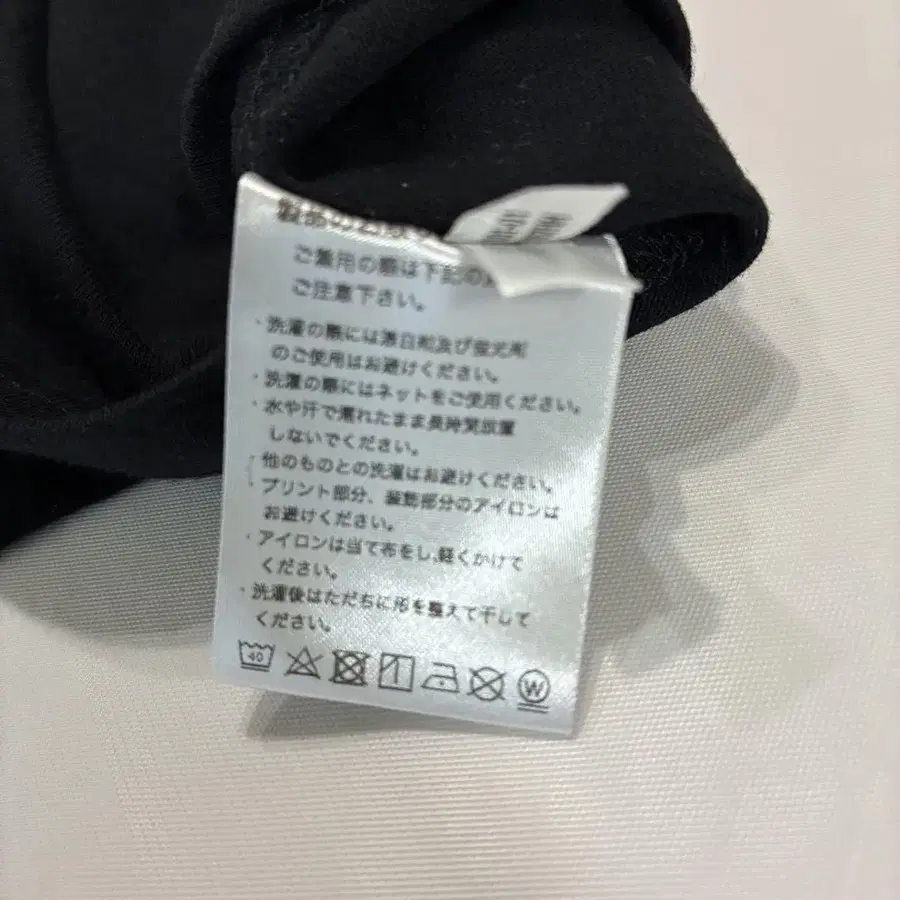 ご着用の際は下記の
ご注意下さい。
・洗濯の際には漂白剤及び蛍光剤
のご使用はお避けください。
・洗濯の際にはネットをご使用ください。
・水や汗で濡れたまま長時間放置
しないでください。
他のものとの洗濯はお避けください。
プリント部分、装飾部分のアイロンは
お避けください。
・アイロンは当て布をし、軽くかけて
ください。
・洗濯後はただちに形を整えて干して
ください。
40
W